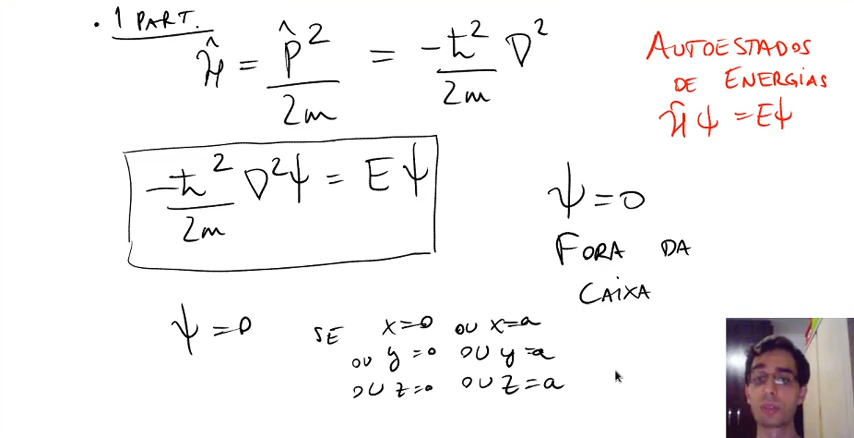 • 1 PART.
Ĥ = p̂² / 2m = -ħ² / 2m ∇²
AUTOESTADOS
DE ENERGIAS
Ĥψ = Eψ
-ħ² / 2m ∇²ψ = Eψ
ψ = 0
FORA DA
CAIXA
ψ = 0 SE x=0 OU x=a
OU y=0 OU y=a
OU z=0 OU z=a